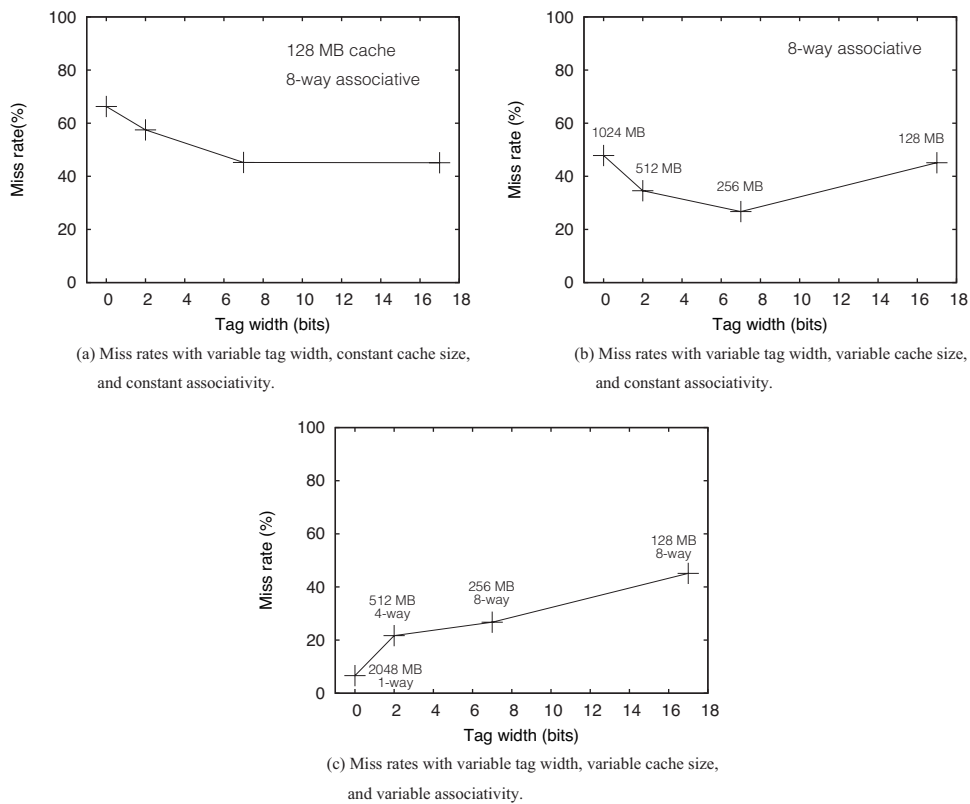 100
80
60
40
20
0
Miss rate(%)
128 MB cache
8-way associative
0 2 4 6 8 10 12 14 16 18
Tag width (bits)
(a) Miss rates with variable tag width, constant cache size,
and constant associativity.
100
80
60
40
20
0
Miss rate (%)
8-way associative
1024 MB
512 MB
256 MB
128 MB
0 2 4 6 8 10 12 14 16 18
Tag width (bits)
(b) Miss rates with variable tag width, variable cache size,
and constant associativity.
100
80
60
40
20
0
Miss rate (%)
128 MB
8-way
256 MB
8-way
512 MB
4-way
2048 MB
1-way
0 2 4 6 8 10 12 14 16 18
Tag width (bits)
(c) Miss rates with variable tag width, variable cache size,
and variable associativity.